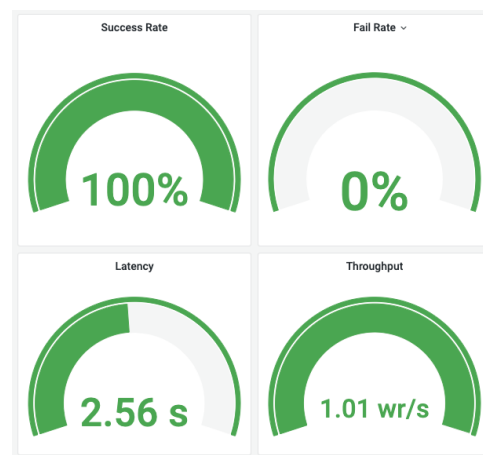 Success Rate
100%
Fail Rate
0%
Latency
2.56 s
Throughput
1.01 wr/s